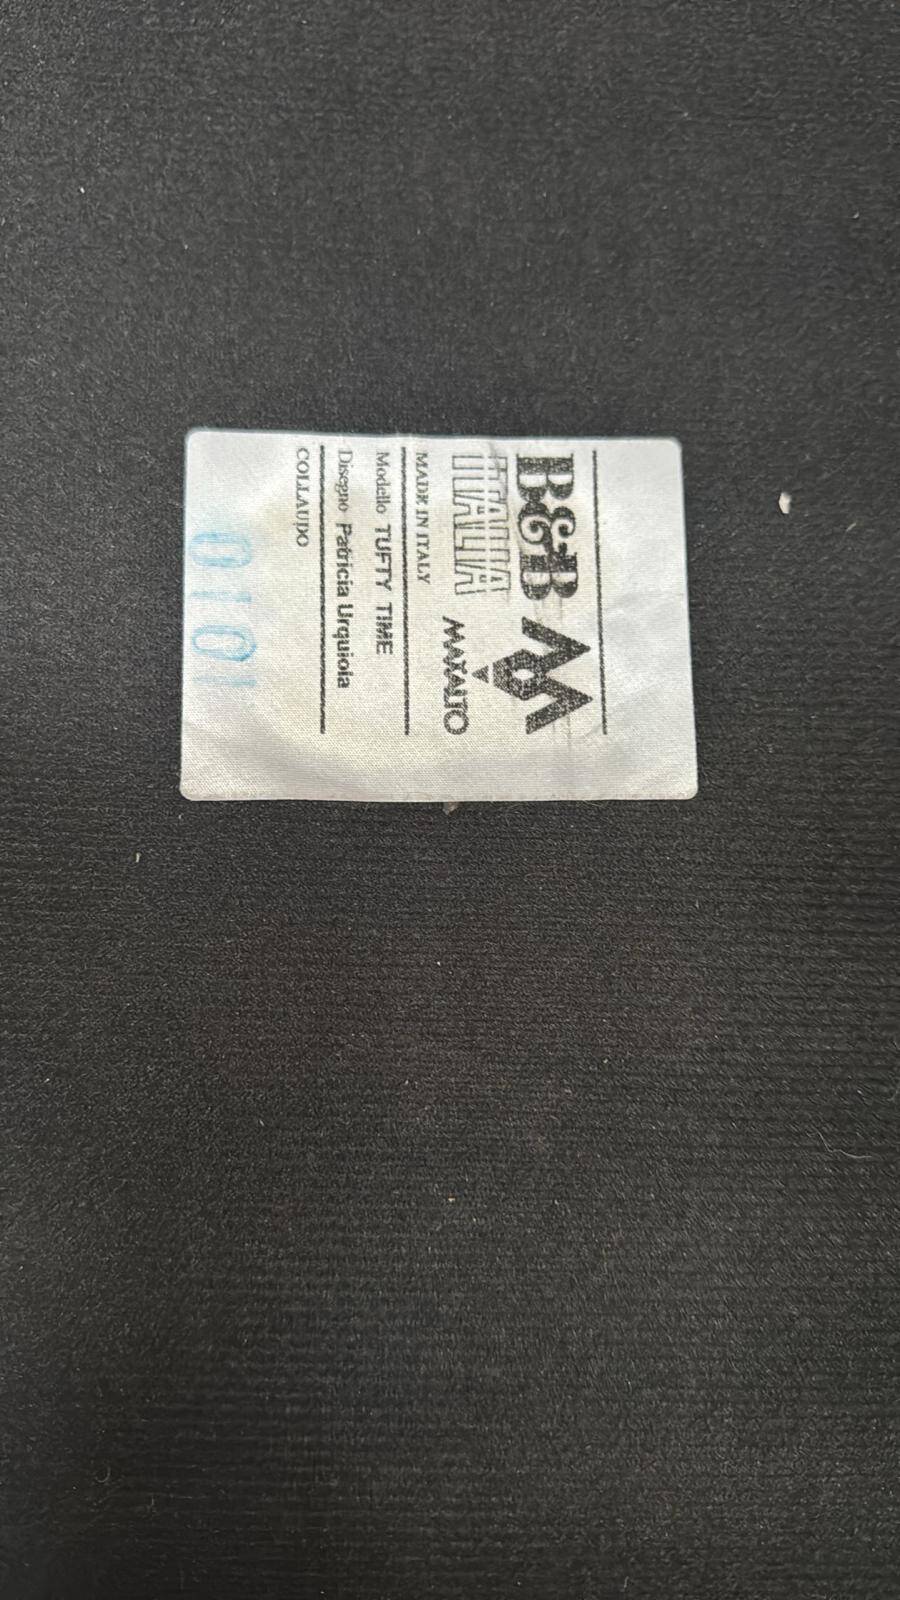 B&B
ITALIA
MAXALTO
MADE IN ITALY
Modello TUFTY TIME
Disegno Patricia Urquiola
COLLAUDO
0101